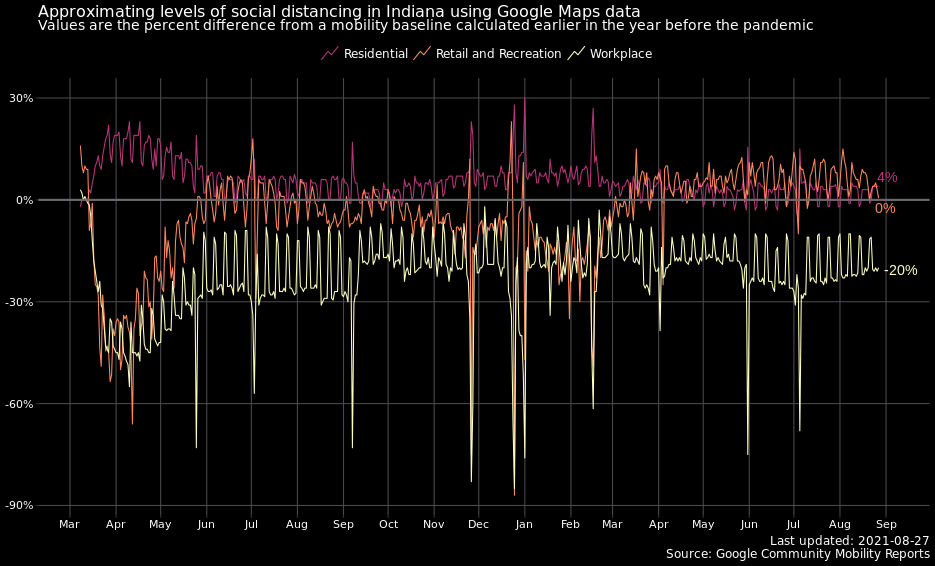 Approximating levels of social distancing in Indiana using Google Maps data
Values are the percent difference from a mobility baseline calculated earlier in the year before the pandemic
Residential Retail and Recreation Workplace
30%
0%
-30%
-60%
-90%
4%
0%
-20%
Mar Apr May Jun Jul Aug Sep Oct Nov Dec Jan Feb Mar Apr May Jun Jul Aug Sep
Last updated: 2021-08-27
Source: Google Community Mobility Reports